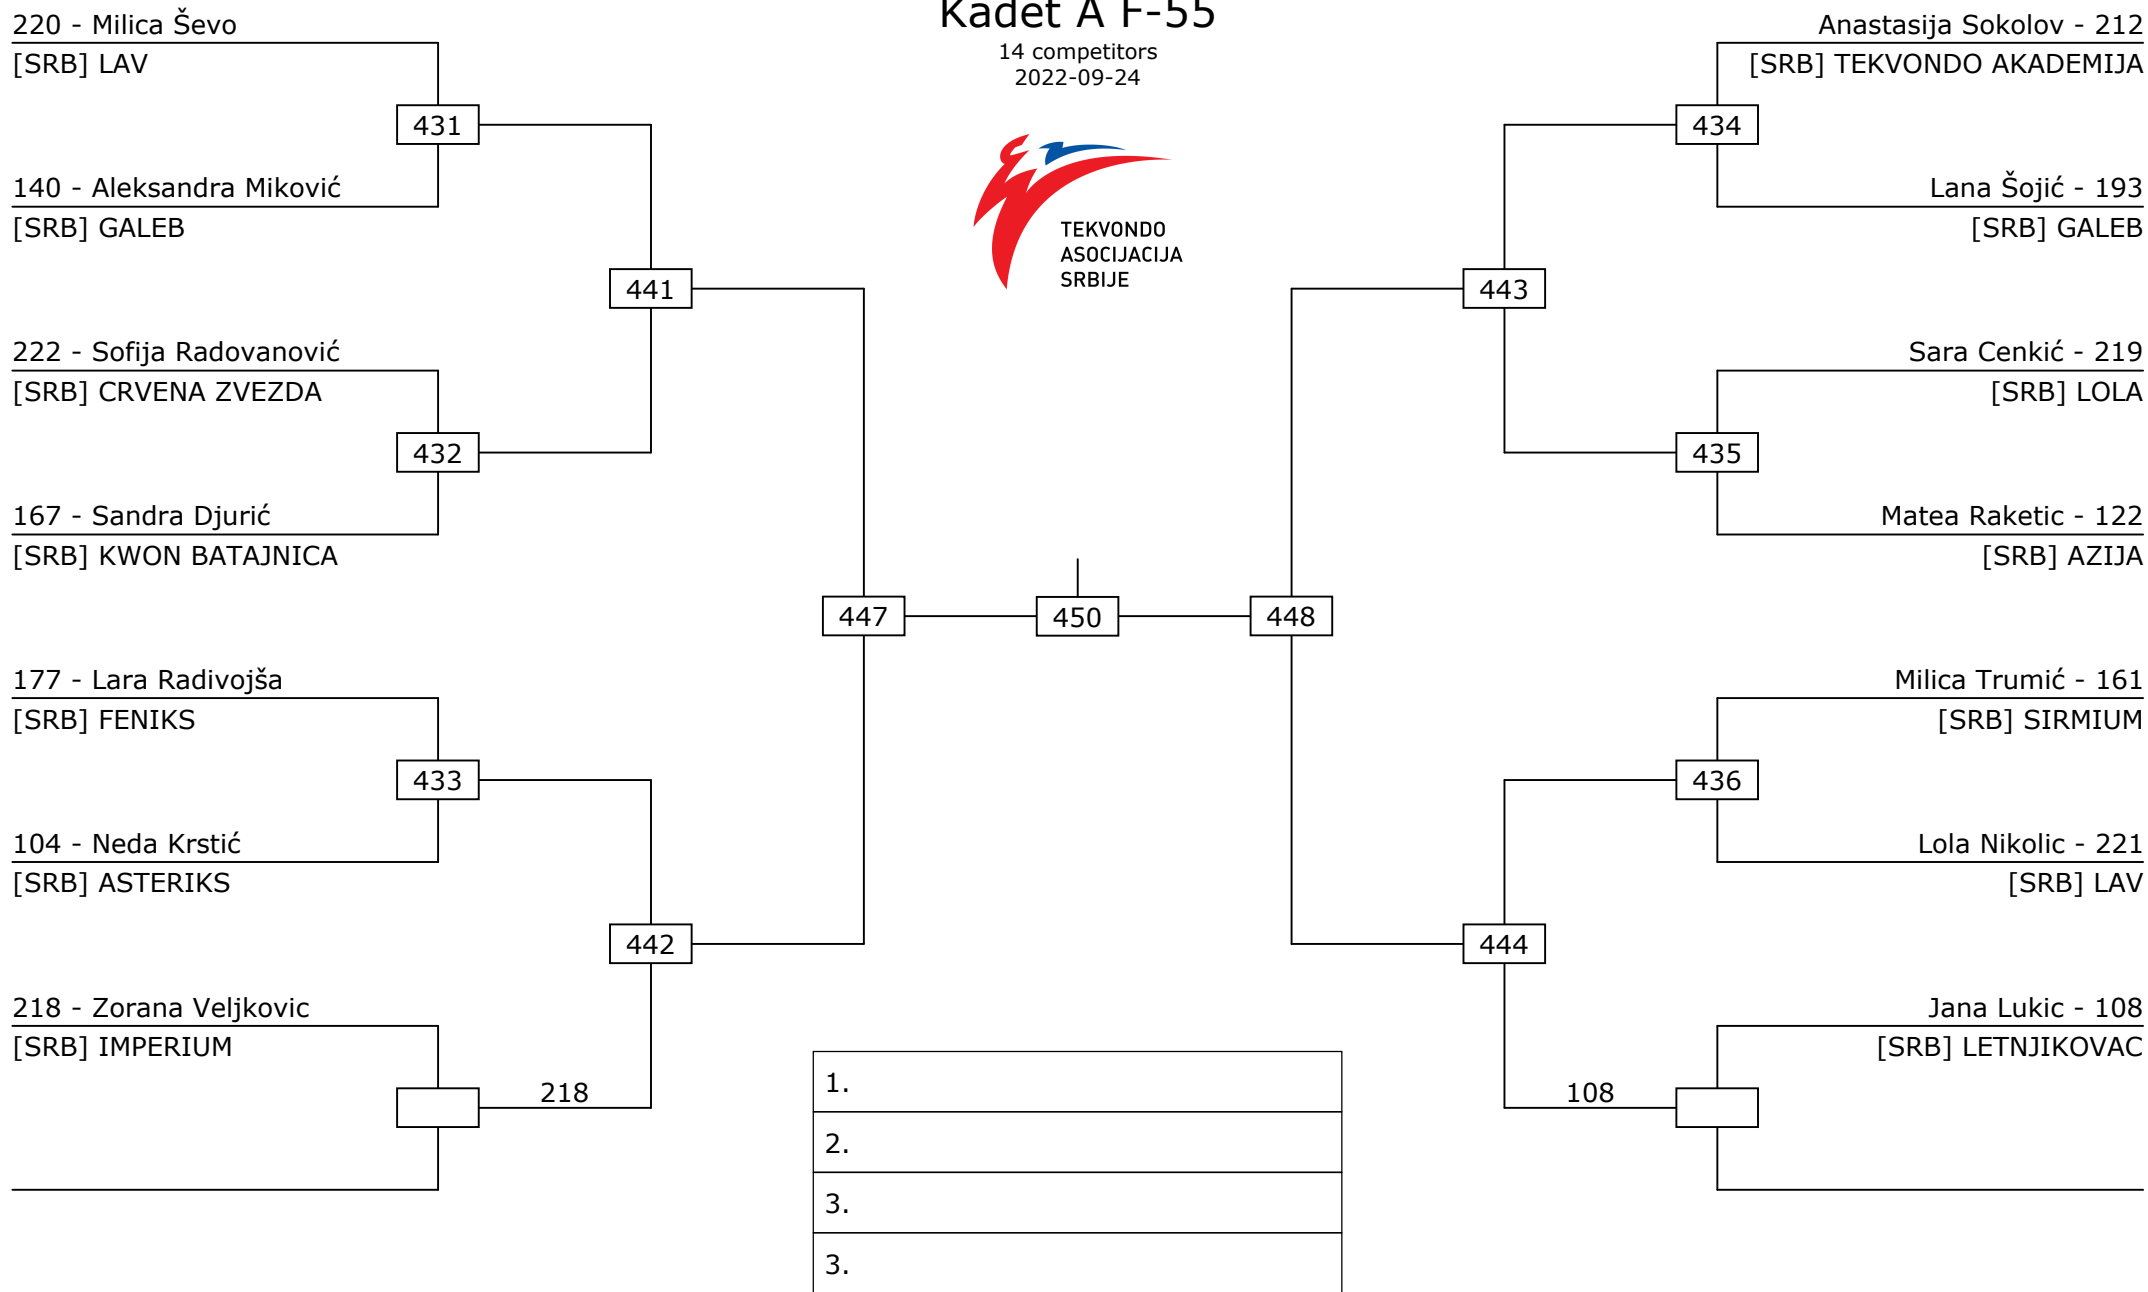 Kadet A F-55
14 competitors
2022-09-24
TEKVONDO
ASOCIJACIJA
SRBIJE
220 - Milica Ševo
[SRB] LAV
431
140 - Aleksandra Miković
[SRB] GALEB
441
222 - Sofija Radovanović
[SRB] CRVENA ZVEZDA
432
167 - Sandra Djurić
[SRB] KWON BATAJNICA
447
177 - Lara Radivojša
[SRB] FENIKS
433
104 - Neda Krstić
[SRB] ASTERIKS
442
218 - Zorana Veljkovic
[SRB] IMPERIUM
218
450
Anastasija Sokolov - 212
[SRB] TEKVONDO AKADEMIJA
434
Lana Šojić - 193
[SRB] GALEB
443
Sara Cenkić - 219
[SRB] LOLA
435
Matea Raketic - 122
[SRB] AZIJA
448
Milica Trumić - 161
[SRB] SIRMIUM
436
Lola Nikolic - 221
[SRB] LAV
444
Jana Lukic - 108
[SRB] LETNJIKOVAC
108
1.
2.
3.
3.